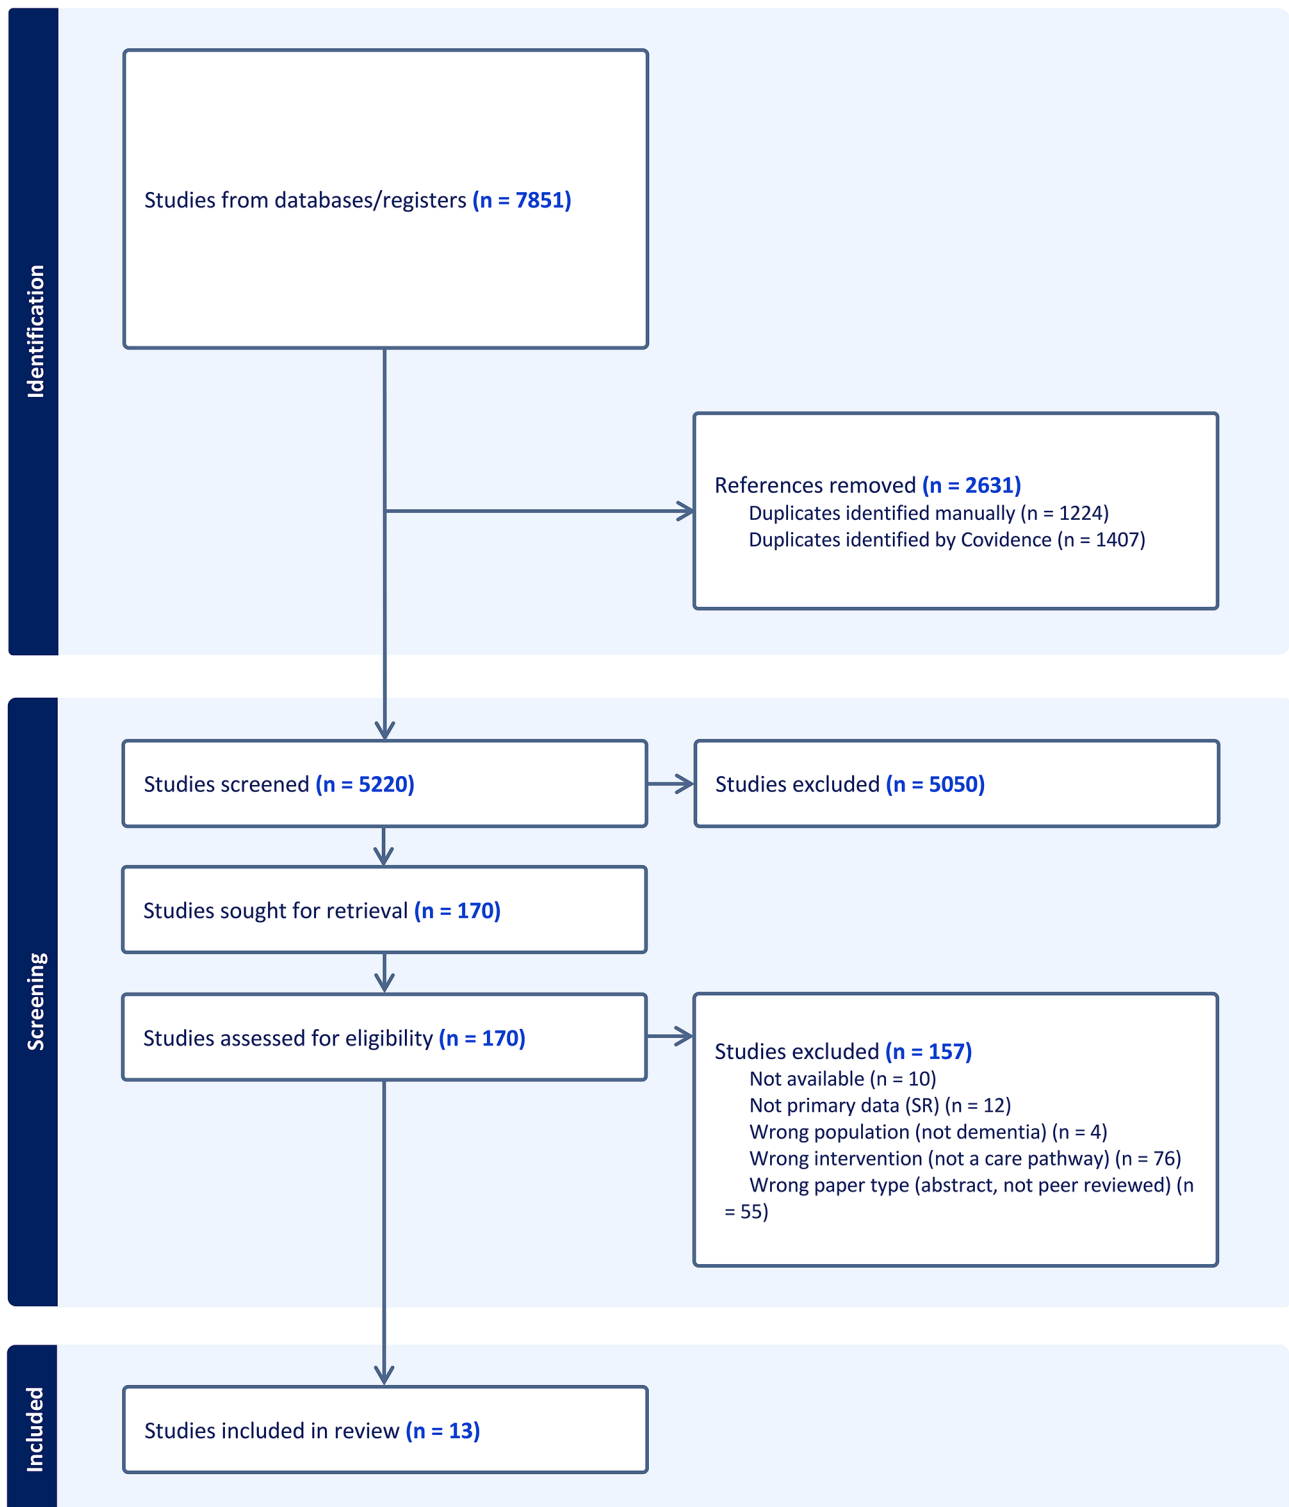 Identification
Studies from databases/registers (n = 7851)
References removed (n = 2631)
Duplicates identified manually (n = 1224)
Duplicates identified by Covidence (n = 1407)
Screening
Studies screened (n = 5220)
Studies excluded (n = 5050)
Studies sought for retrieval (n = 170)
Studies assessed for eligibility (n = 170)
Studies excluded (n = 157)
Not available (n = 10)
Not primary data (SR) (n = 12)
Wrong population (not dementia) (n = 4)
Wrong intervention (not a care pathway) (n = 76)
Wrong paper type (abstract, not peer reviewed) (n
= 55)
Included
Studies included in review (n = 13)